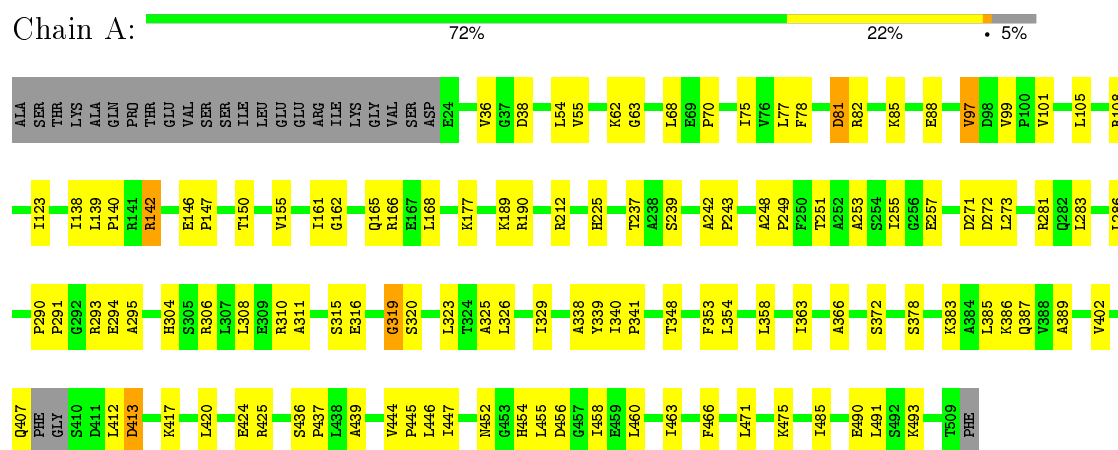 Chain A:
72% 22% • 5%
ALA SER THR LYS ALA GLN PRO THR GLU VAL SER SER ILE LEU GLU GLU ARG ILE LYS GLY VAL SER ASP E24 V36 G37 D38 L54 V55 K62 G63 L68 E69 P70 I75 V76 L77 F78 D81 R82 K85 E88 V97 D98 V99 P100 V101 L105 R108
I123 I138 L139 P140 R141 R142 E146 P147 T150 V155 I161 G162 Q165 R166 E167 L168 K177 K189 R190 R212 H225 T237 A238 S239 A242 P243 A248 P249 F250 T251 A252 A253 S254 I255 G256 E257 D271 D272 L273 R281 Q282 L283 L286
P290 P291 G292 R293 E294 A295 H304 S305 R306 L307 L308 E309 R310 A311 S315 E316 G319 S320 L323 T324 A325 L326 I329 A338 Y339 I340 P341 T348 F353 L354 L358 I363 A366 S372 S378 K383 A384 L385 K386 Q387 V388 A389 V402
Q407 PHE GLY S410 D411 L412 D413 K417 L420 E424 R425 S436 P437 L438 A439 V444 P445 L446 I447 N452 G453 H454 L455 D456 G457 I458 E459 L460 I463 F466 L471 K475 I485 E490 L491 S492 K493 T509 PHE